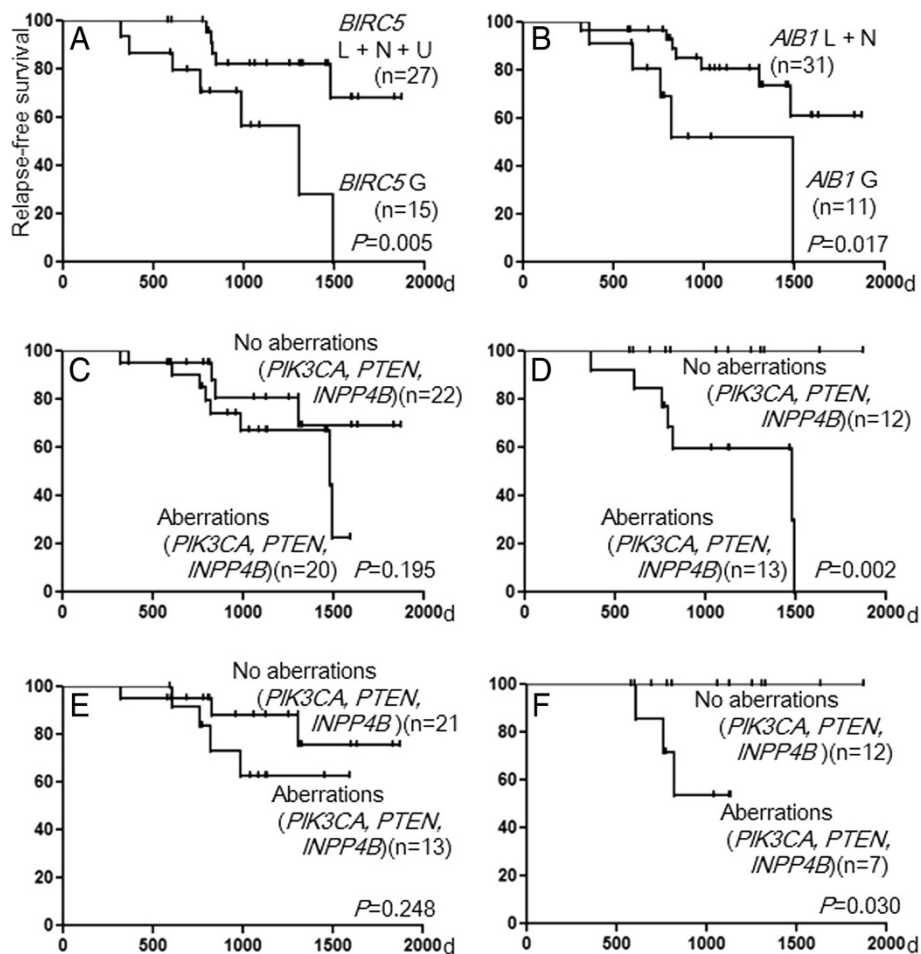 A
BIRC5
L + N + U
(n=27)
BIRC5 G
(n=15)
P=0.005
Relapse-free survival
100
80
60
40
20
0
0 500 1000 1500 2000d
B
AIB1 L + N
(n=31)
AIB1 G
(n=11)
P=0.017
100
80
60
40
20
0
0 500 1000 1500 2000d
C
No aberrations
(PIK3CA, PTEN,
INPP4B)(n=22)
Aberrations
(PIK3CA, PTEN,
INPP4B)(n=20)
P=0.195
100
80
60
40
20
0
0 500 1000 1500 2000 d
D
No aberrations
(PIK3CA, PTEN,
INPP4B)(n=12)
Aberrations
(PIK3CA, PTEN,
INPP4B)(n=13)
P=0.002
100
80
60
40
20
0
0 500 1000 1500 2000 d
E
No aberrations
(PIK3CA, PTEN,
INPP4B )(n=21
Aberrations
(PIK3CA, PTEN,
INPP4B)(n=13)
P=0.248
100
80
60
40
20
0
0 500 1000 1500 2000 d
F
No aberrations
(PIK3CA, PTEN,
INPP4B )(n=12)
Aberrations
(PIK3CA, PTEN,
INPP4B)(n=7)
P=0.030
100
80
60
40
20
0
0 500 1000 1500 2000 d